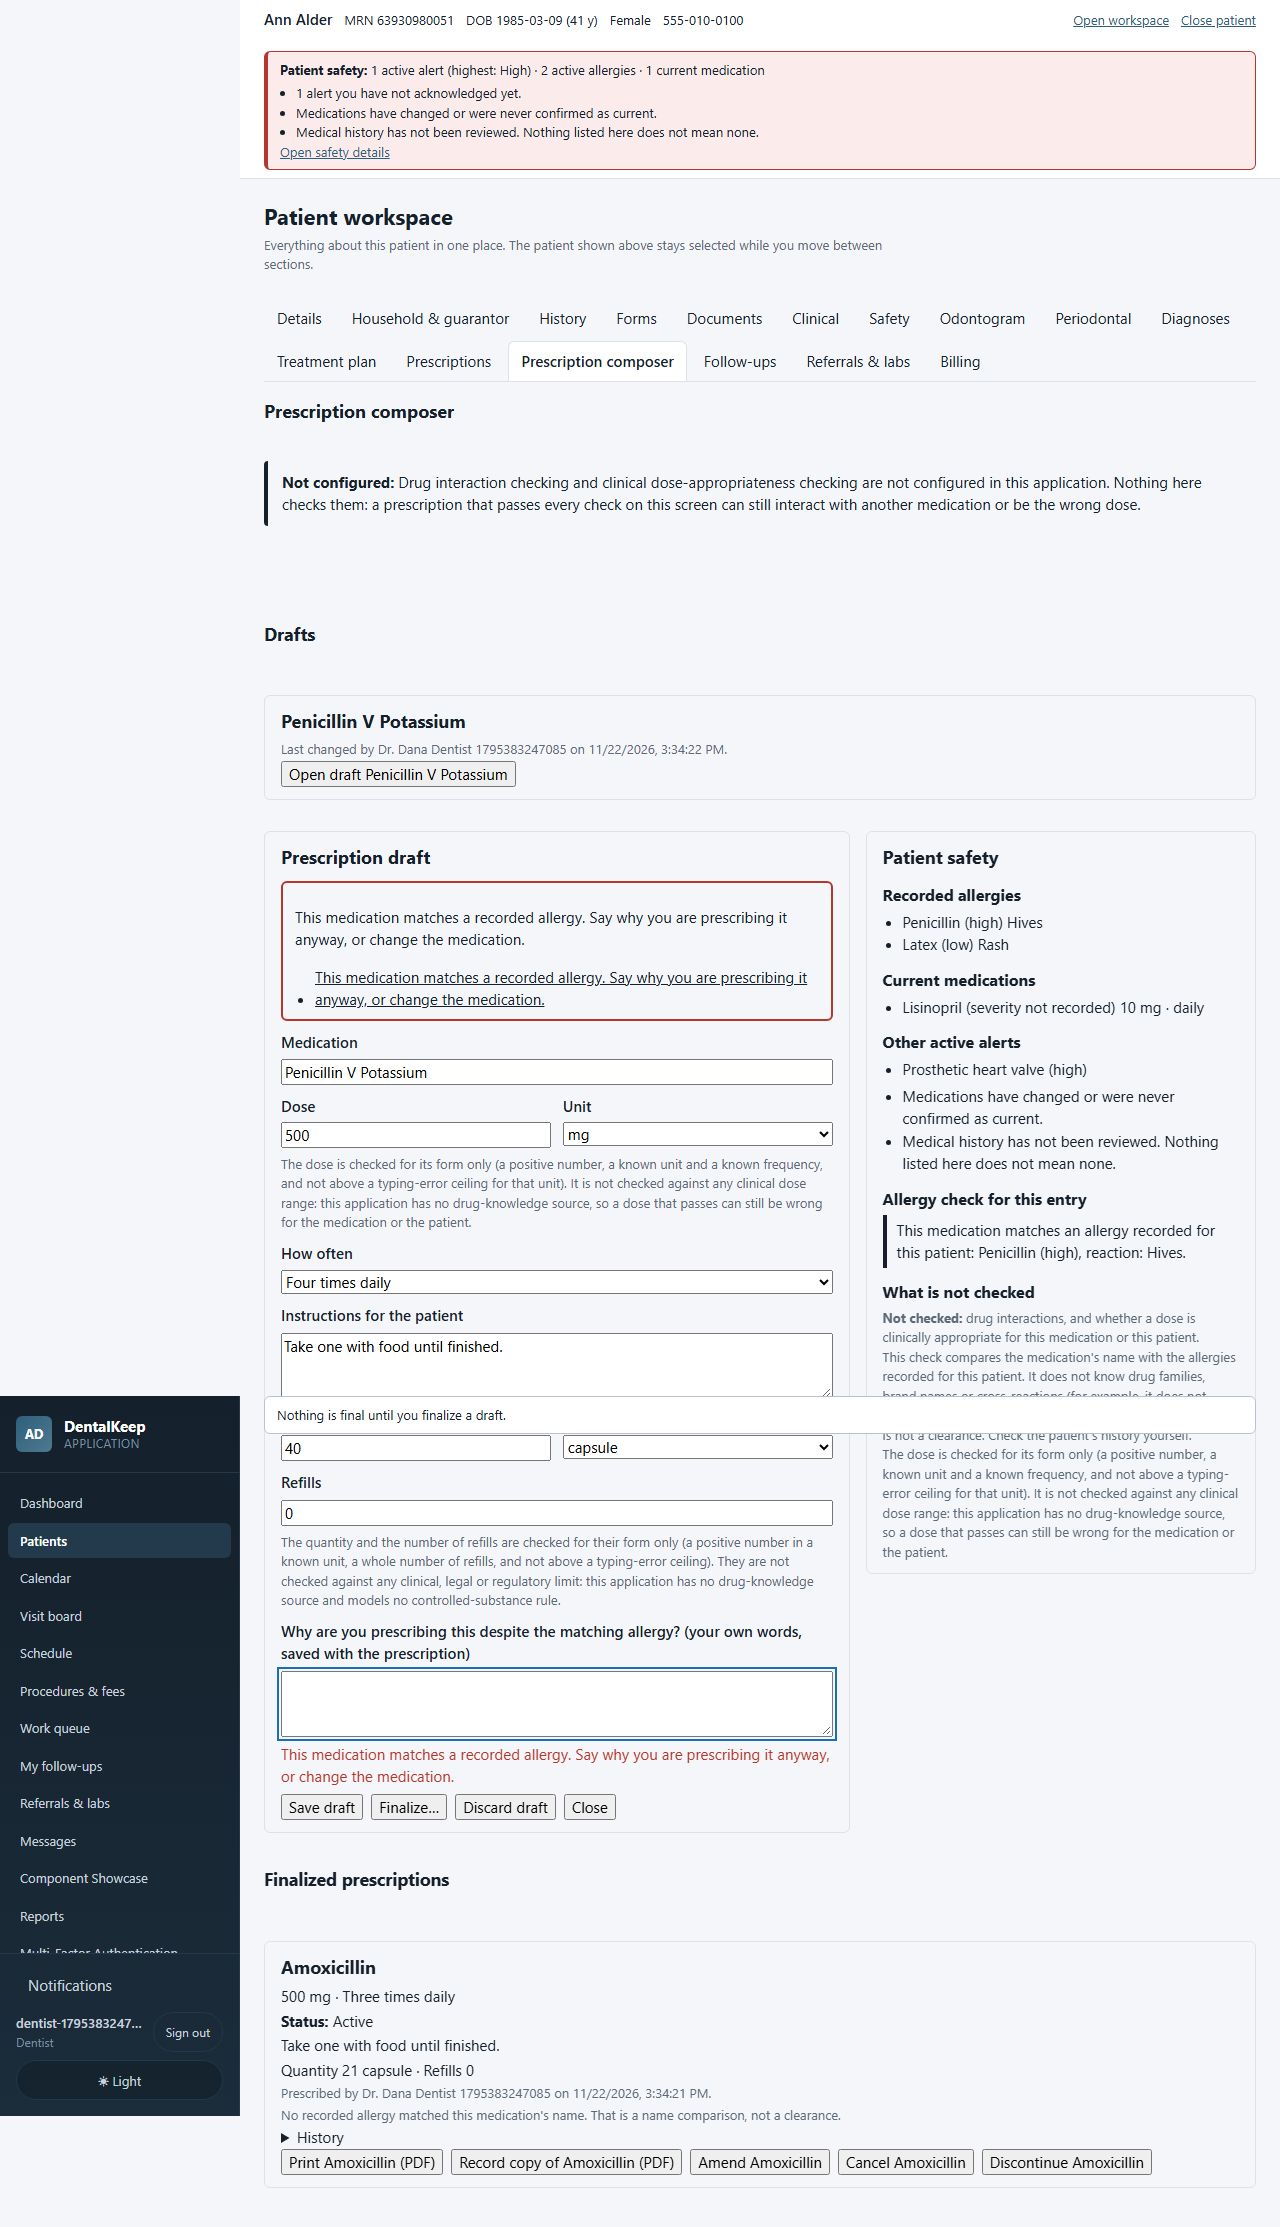 Ann Alder MRN 63930980051 DOB 1985-03-09 (41 y) Female 555-010-0100
Open workspace Close patient
Patient safety: 1 active alert (highest: High) · 2 active allergies · 1 current medication
1 alert you have not acknowledged yet.
Medications have changed or were never confirmed as current.
Medical history has not been reviewed. Nothing listed here does not mean none.
Open safety details
Patient workspace
Everything about this patient in one place. The patient shown above stays selected while you move between
sections.
Details Household & guarantor History Forms Documents Clinical Safety Odontogram Periodontal Diagnoses
Treatment plan Prescriptions Prescription composer Follow-ups Referrals & labs Billing
Prescription composer
Not configured: Drug interaction checking and clinical dose-appropriateness checking are not configured in this application. Nothing here
checks them: a prescription that passes every check on this screen can still interact with another medication or be the wrong dose.
Drafts
Penicillin V Potassium
Last changed by Dr. Dana Dentist 1795383247085 on 11/22/2026, 3:34:22 PM.
Open draft Penicillin V Potassium
Prescription draft
This medication matches a recorded allergy. Say why you are prescribing it
anyway, or change the medication.
This medication matches a recorded allergy. Say why you are prescribing it
anyway, or change the medication.
Medication
Penicillin V Potassium
Dose Unit
500 mg
The dose is checked for its form only (a positive number, a known unit and a known frequency,
and not above a typing-error ceiling for that unit). It is not checked against any clinical dose
range: this application has no drug-knowledge source, so a dose that passes can still be wrong
for the medication or the patient.
How often
Four times daily
Instructions for the patient
Take one with food until finished.
Nothing is final until you finalize a draft.
40 capsule
Refills
0
The quantity and the number of refills are checked for their form only (a positive number in a
known unit, a whole number of refills, and not above a typing-error ceiling). They are not
checked against any clinical, legal or regulatory limit: this application has no drug-knowledge
source and models no controlled-substance rule.
Why are you prescribing this despite the matching allergy? (your own words,
saved with the prescription)
This medication matches a recorded allergy. Say why you are prescribing it anyway,
or change the medication.
Save draft Finalize... Discard draft Close
Patient safety
Recorded allergies
Penicillin (high) Hives
Latex (low) Rash
Current medications
Lisinopril (severity not recorded) 10 mg · daily
Other active alerts
Prosthetic heart valve (high)
Medications have changed or were never
confirmed as current.
Medical history has not been reviewed. Nothing
listed here does not mean none.
Allergy check for this entry
This medication matches an allergy recorded for
this patient: Penicillin (high), reaction: Hives.
What is not checked
Not checked: drug interactions, and whether a dose is
clinically appropriate for this medication or this patient.
This check compares the medication's name with the allergies
recorded for this patient. It does not know drug families,
brand names or cross-reactions (for example, it does not
is not a clearance. Check the patient's history yourself.
The dose is checked for its form only (a positive number, a
known unit and a known frequency, and not above a typing-
error ceiling for that unit). It is not checked against any clinical
dose range: this application has no drug-knowledge source,
so a dose that passes can still be wrong for the medication or
the patient.
AD DentalKeep
APPLICATION
Dashboard
Patients
Calendar
Visit board
Schedule
Procedures & fees
Work queue
My follow-ups
Referrals & labs
Messages
Component Showcase
Reports
Multi-Factor Authentication
Notifications
dentist-1795383247...
Dentist
Sign out
☀ Light
Finalized prescriptions
Amoxicillin
500 mg · Three times daily
Status: Active
Take one with food until finished.
Quantity 21 capsule · Refills 0
Prescribed by Dr. Dana Dentist 1795383247085 on 11/22/2026, 3:34:21 PM.
No recorded allergy matched this medication's name. That is a name comparison, not a clearance.
History
Print Amoxicillin (PDF) Record copy of Amoxicillin (PDF) Amend Amoxicillin Cancel Amoxicillin Discontinue Amoxicillin